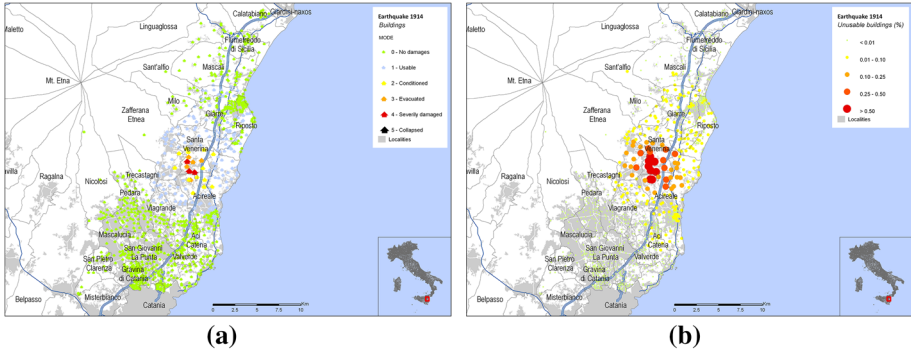 (a)
Calatabiano
Giardini-naxos
Linguaglossa
Maletto
Fiumefreddo
di Sicilia
Mascali
Sant'alfio
Mt. Etna
Milo
Zafferana
Etnea
Giarre
Riposto
Santa
Venerina
Ragalna
Nicolosi
Trecastagni
Pedara
Acireale
Viagrande
Mascalucia
Aci
Catena
San Giovanni
La Punta
Valverde
San Pietro
Clarenza
Gravina
di Catania
Belpasso
Misterbianco
Catania
Earthquake 1914
Buildings
MODE
0 - No damages
1 - Usable
2 - Conditioned
3 - Evacuated
4 - Severlly damaged
5 - Collapsed
Localities
0 2.5 5 7.5 10
Km
(b)
Calatabiano
Giardini-naxos
Linguaglossa
Maletto
Fiumefreddo
di Sicilia
Mascali
Sant'alfio
Mt. Etna
Milo
Zafferana
Etnea
Giarre
Riposto
Santa
Venerina
Ragalna
Nicolosi
Trecastagni
Pedara
Acireale
Viagrande
Mascalucia
Aci
Catena
San Giovanni
La Punta
Valverde
San Pietro
Clarenza
Gravina
di Catania
Belpasso
Misterbianco
Catania
Earthquake 1914
Unusable buildings (%)
< 0.01
0.01 - 0.10
0.10 - 0.25
0.25 - 0.50
> 0.50
Localities
0 2.5 5 7.5 10
Km